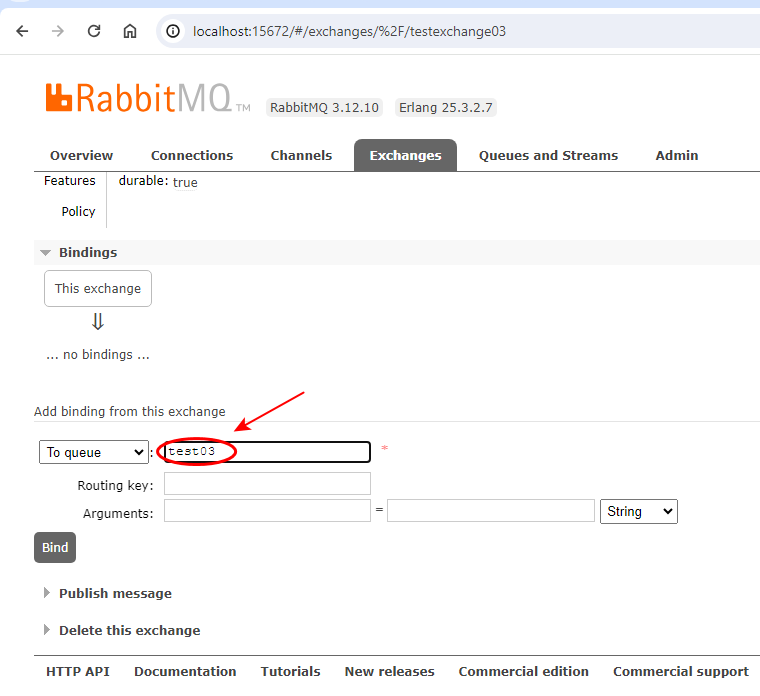 localhost:15672/#/exchanges/%2F/testexchange03
RabbitMQ TM RabbitMQ 3.12.10 Erlang 25.3.2.7
Overview Connections Channels Exchanges Queues and Streams Admin
Features durable: true
Policy
Bindings
This exchange
⇓
... no bindings ...
Add binding from this exchange
To queue : test03 *
Routing key:
Arguments: = String
Bind
Publish message
Delete this exchange
HTTP API Documentation Tutorials New releases Commercial edition Commercial support